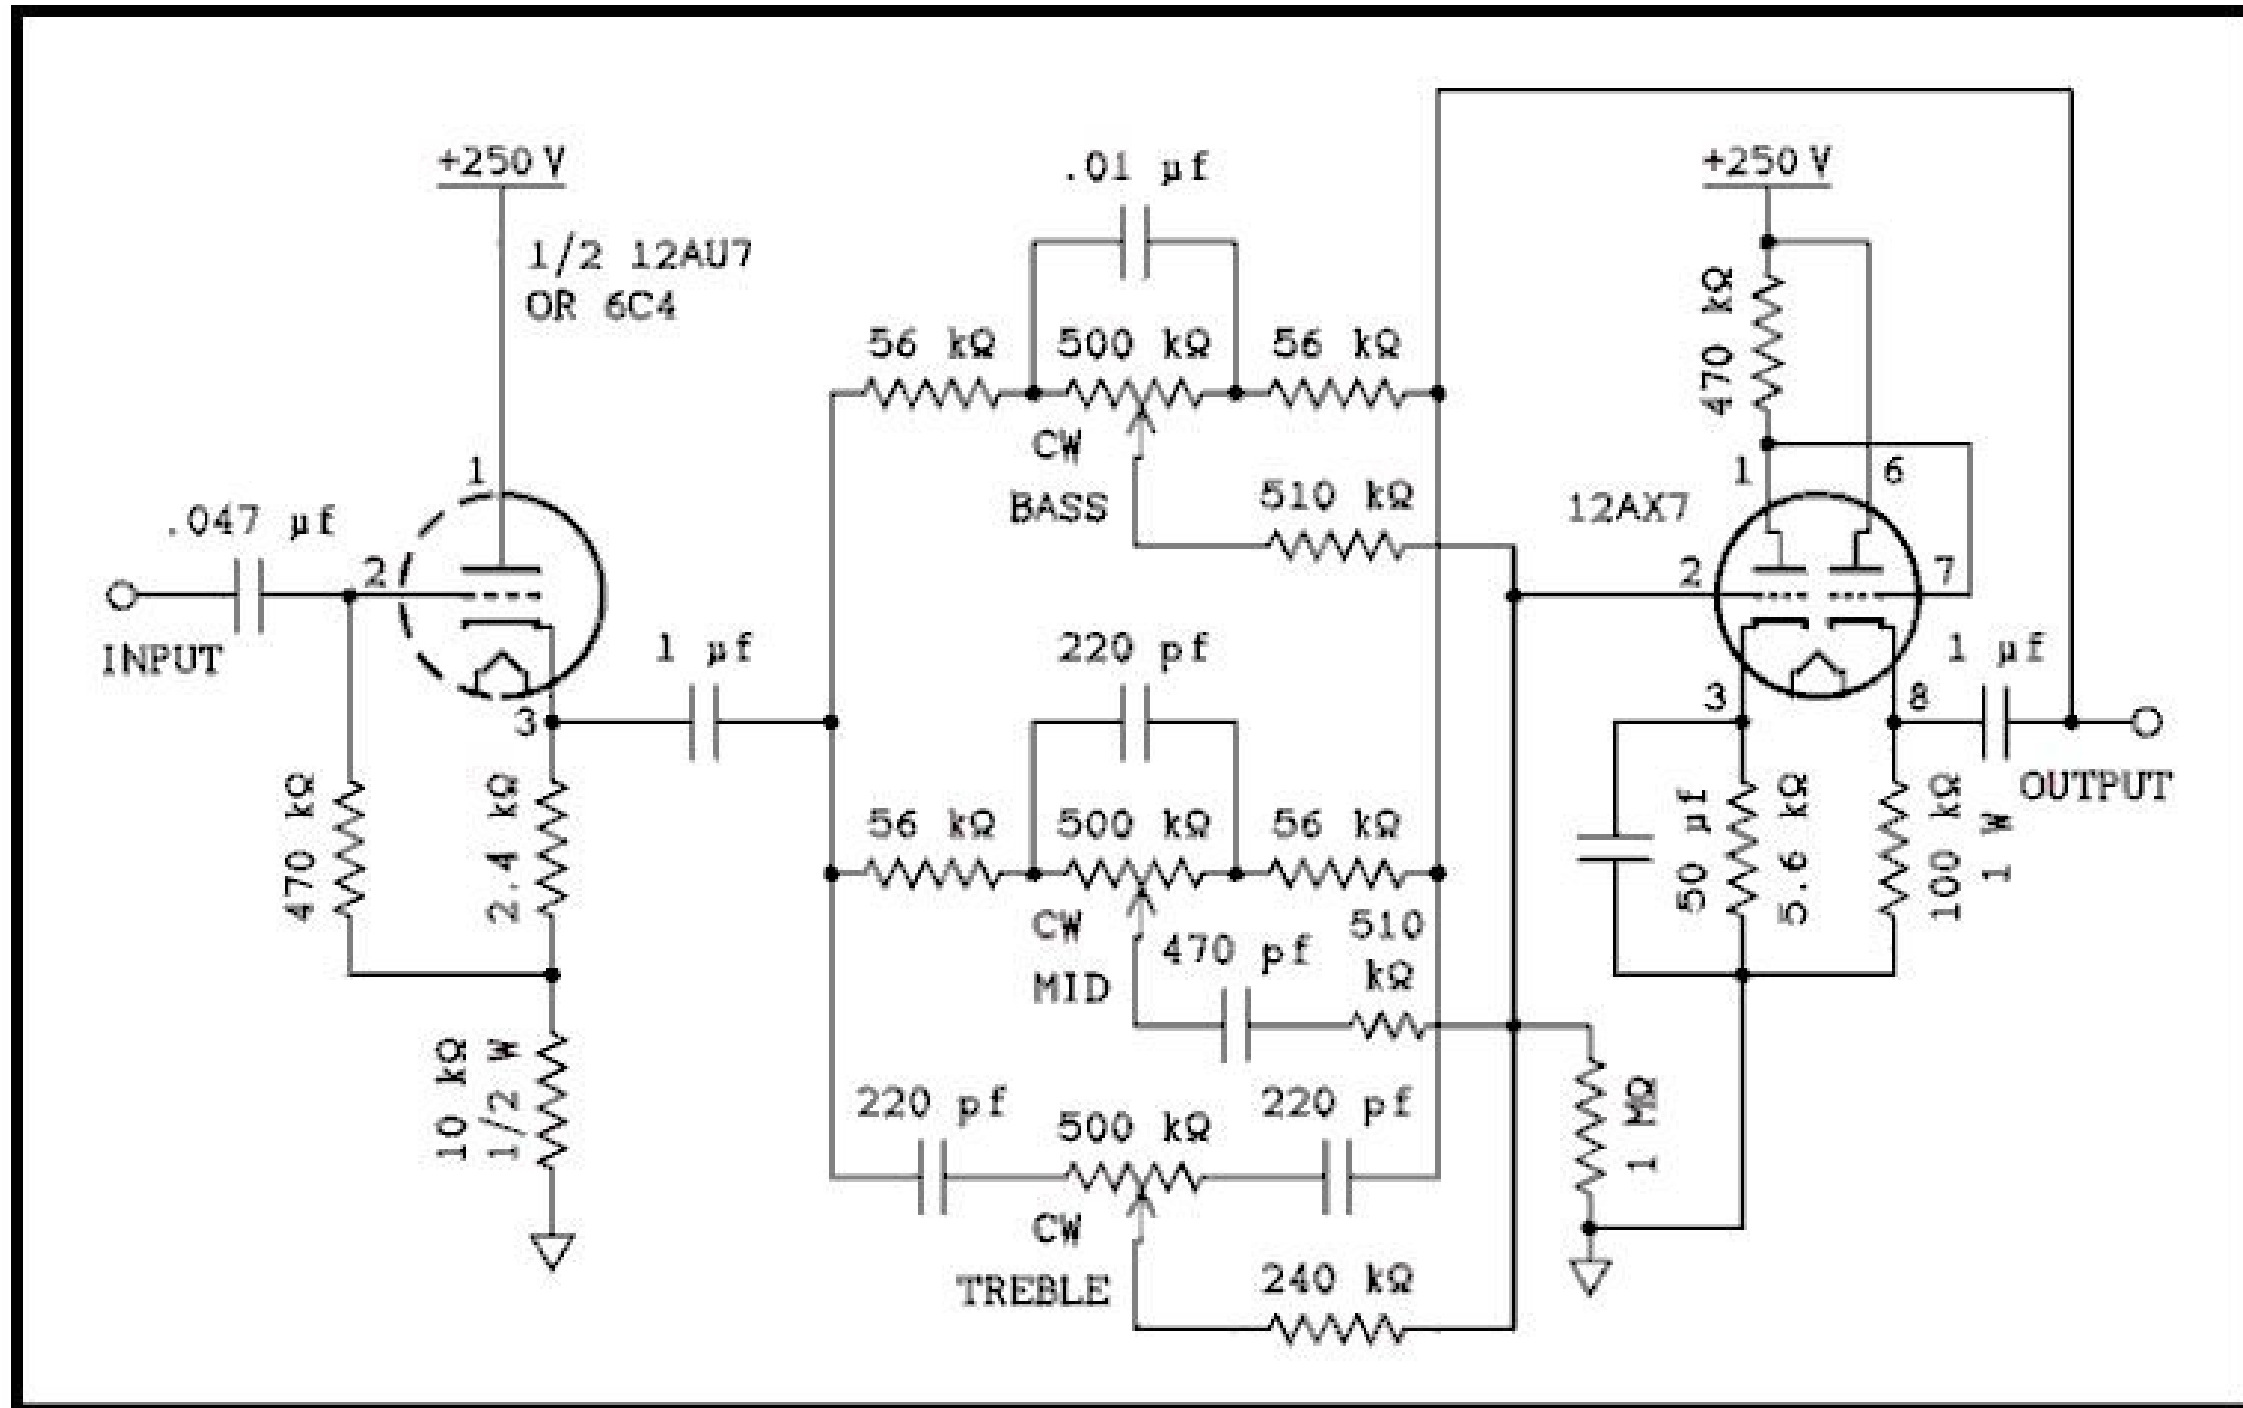 +250 V
1/2 12AU7
OR 6C4
1
.047 µf
2
INPUT
3
1 µf
470 kΩ
2.4 kΩ
10 kΩ
1/2 W
.01 µf
56 kΩ
500 kΩ
56 kΩ
CW
BASS
510 kΩ
220 pf
56 kΩ
500 kΩ
56 kΩ
CW
MID
470 pf
510
kΩ
220 pf
500 kΩ
220 pf
CW
TREBLE
240 kΩ
+250 V
470 kΩ
1
6
12AX7
2
7
3
8
1 µf
OUTPUT
50 µf
5.6 kΩ
100 kΩ
1 W
1 MΩ